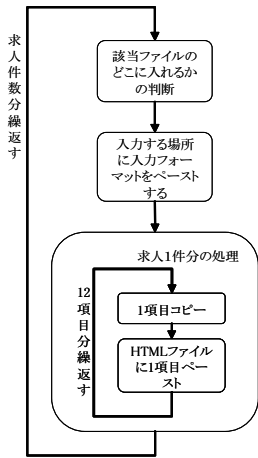 求人件数分繰返す
該当ファイルの
どこに入れるか
の判断
入力する場所
に入力フォー
マットをペースト
する
求人1件分の処理
12項目分繰返す
1項目コピー
HTMLファイル
に1項目ペー
スト